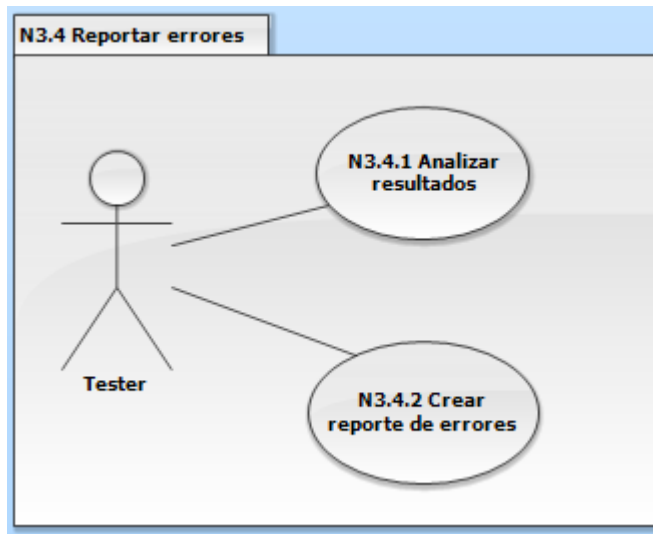 N3.4 Reportar errores
N3.4.1 Analizar
resultados
Tester
N3.4.2 Crear
reporte de errores